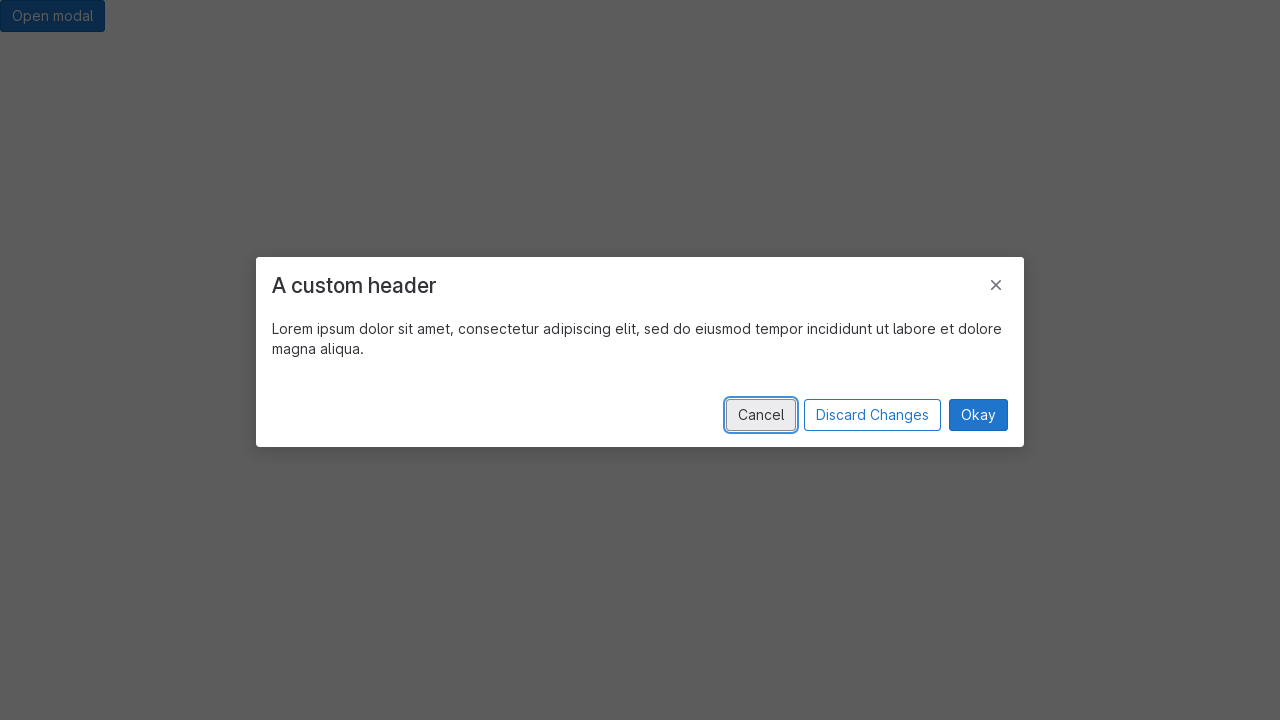 Open modal
A custom header
Lorem ipsum dolor sit amet, consectetur adipiscing elit, sed do eiusmod tempor incididunt ut labore et dolore
magna aliqua.
Cancel Discard Changes Okay